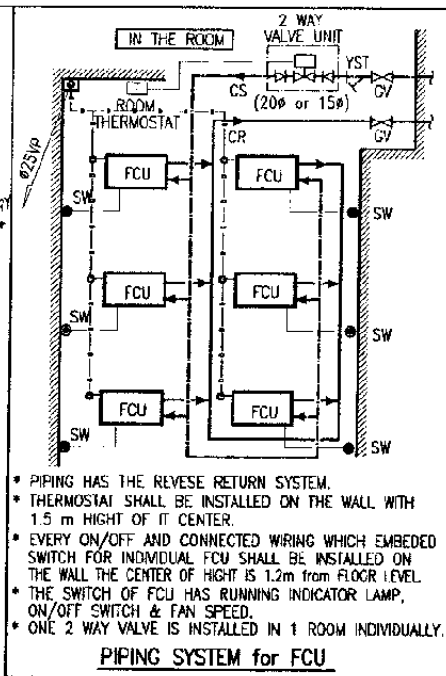 2 WAY
VALVE UNIT
IN THE ROOM
YST
CS
(20ø or 15ø)
GV
ROOM
THERMOSTAT
CR
GV
ø25Vp
FCU
FCU
SW
SW
FCU
FCU
SW
SW
FCU
FCU
SW
SW
* PIPING HAS THE REVESE RETURN SYSTEM.
* THERMOSTAT SHALL BE INSTALLED ON THE WALL WITH
1.5 m HIGHT OF IT CENTER.
* EVERY ON/OFF AND CONNECTED WIRING WHICH EMBEDED
SWITCH FOR INDIVIDUAL FCU SHALL BE INSTALLED ON
THE WALL THE CENTER OF HIGHT IS 1.2m from FLOOR LEVEL
* THE SWITCH OF FCU HAS RUNNING INDICATOR LAMP,
ON/OFF SWITCH & FAN SPEED.
* ONE 2 WAY VALVE IS INSTALLED IN 1 ROOM INDIVIDUALLY.
PIPING SYSTEM for FCU